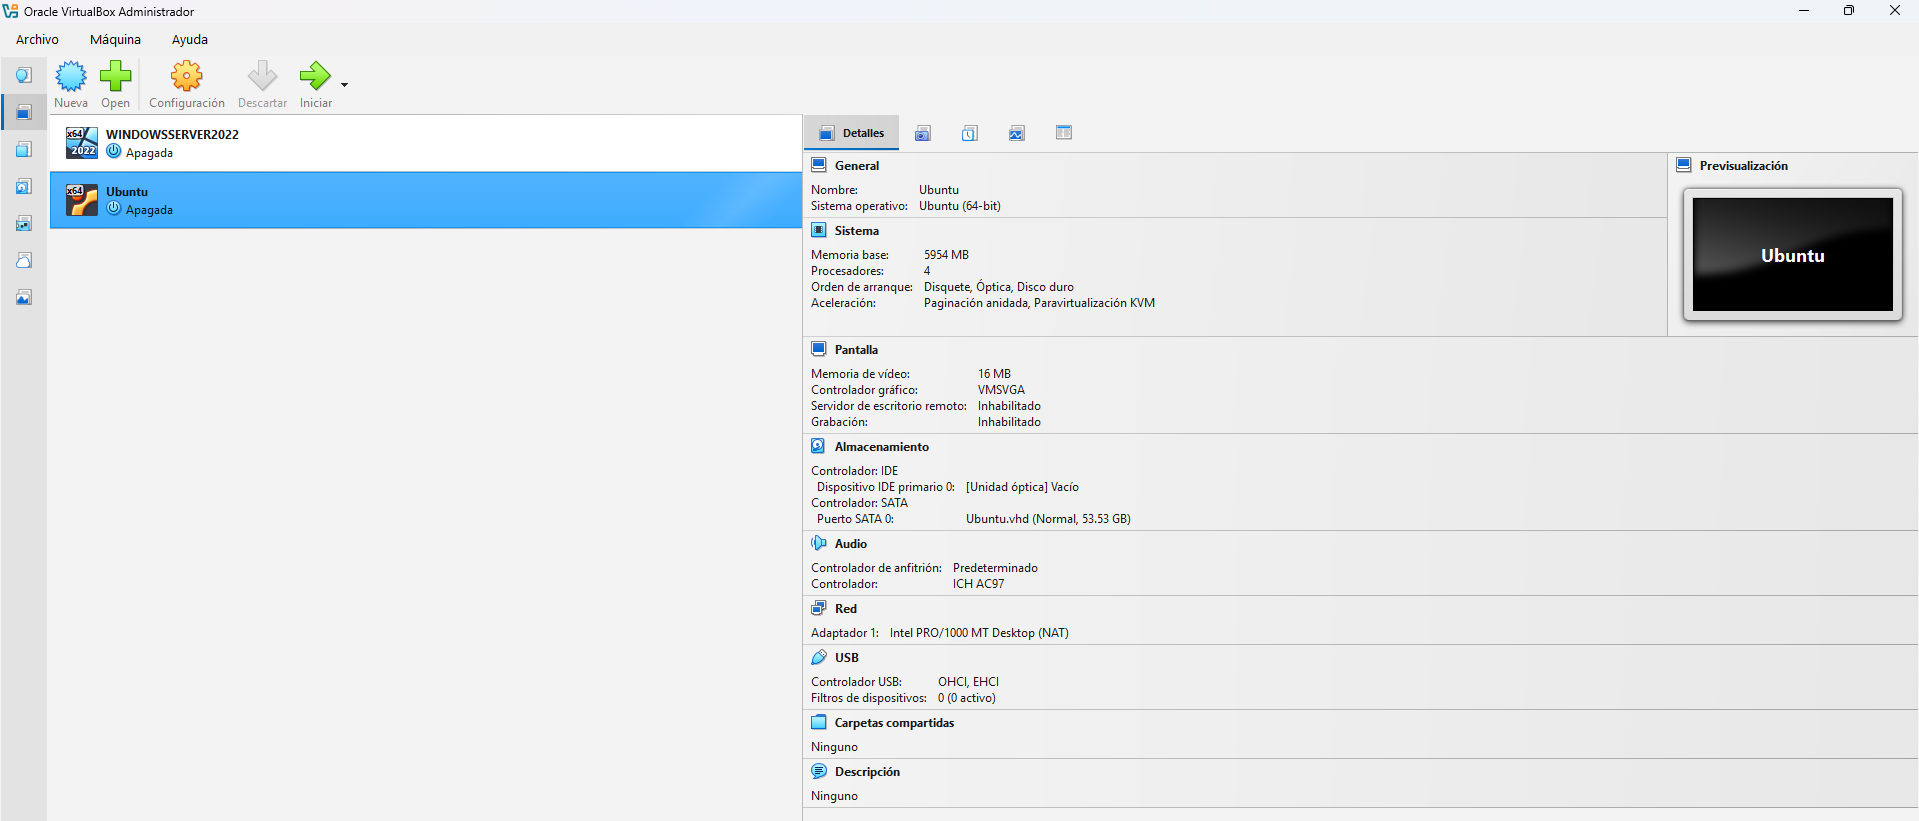 Oracle VirtualBox Administrador
Archivo Máquina Ayuda
Nueva Open Configuración Descartar Iniciar
x64 2022 WINDOWSSERVER2022
Apagada
x64 Ubuntu
Apagada
Detalles
General
Nombre: Ubuntu
Sistema operativo: Ubuntu (64-bit)
Previsualización
Ubuntu
Sistema
Memoria base: 5954 MB
Procesadores: 4
Orden de arranque: Disquete, Óptica, Disco duro
Aceleración: Paginación anidada, Paravirtualización KVM
Pantalla
Memoria de vídeo: 16 MB
Controlador gráfico: VMSVGA
Servidor de escritorio remoto: Inhabilitado
Grabación: Inhabilitado
Almacenamiento
Controlador: IDE
Dispositivo IDE primario 0: [Unidad óptica] Vacío
Controlador: SATA
Puerto SATA 0: Ubuntu.vhd (Normal, 53.53 GB)
Audio
Controlador de anfitrión: Predeterminado
Controlador: ICH AC97
Red
Adaptador 1: Intel PRO/1000 MT Desktop (NAT)
USB
Controlador USB: OHCI, EHCI
Filtros de dispositivos: 0 (0 activo)
Carpetas compartidas
Ninguno
Descripción
Ninguno